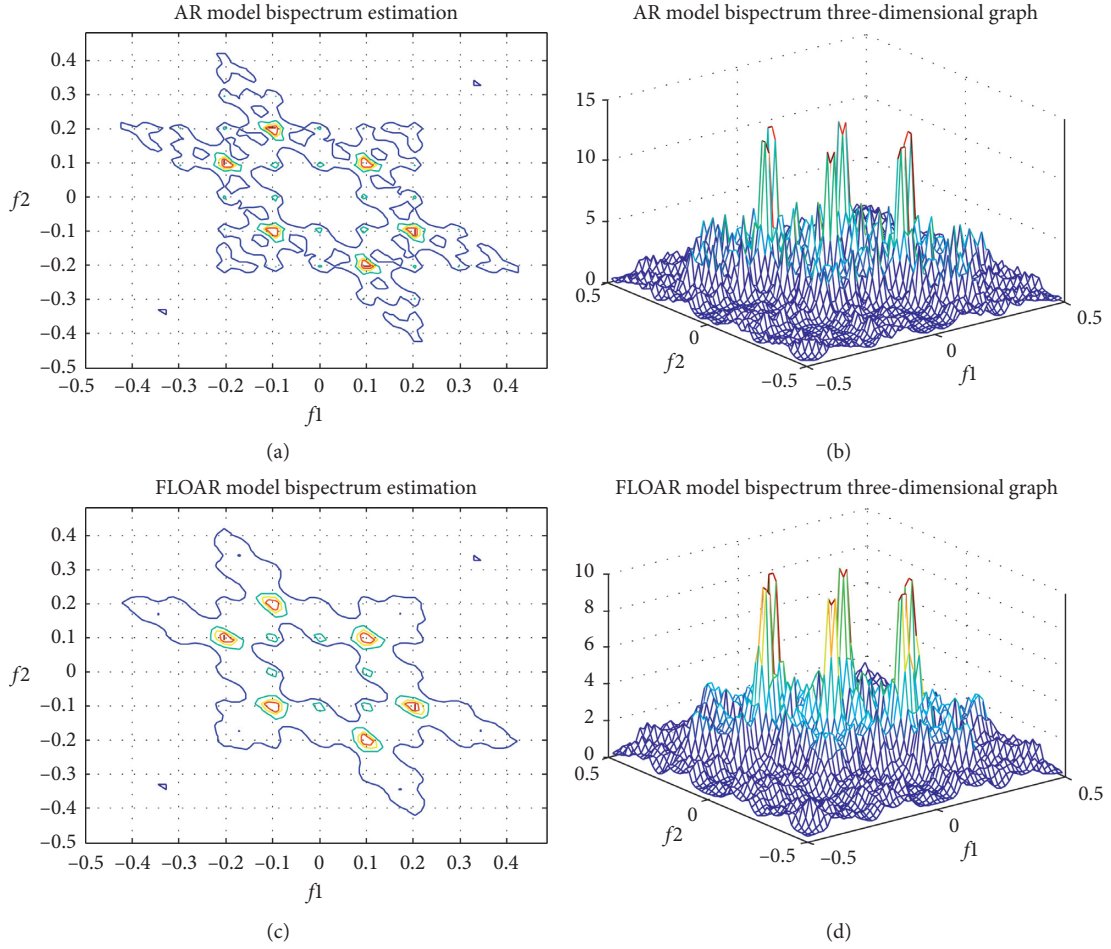 AR model bispectrum estimation
0.4
0.3
0.2
0.1
0
–0.1
–0.2
–0.3
–0.4
–0.5
f2
–0.5 –0.4 –0.3 –0.2 –0.1 0 0.1 0.2 0.3 0.4
f1
(a)
AR model bispectrum three-dimensional graph
15
10
5
0
0.5
0
–0.5
f2
–0.5
0
0.5
f1
(b)
FLOAR model bispectrum estimation
0.4
0.3
0.2
0.1
0
–0.1
–0.2
–0.3
–0.4
–0.5
f2
–0.5 –0.4 –0.3 –0.2 –0.1 0 0.1 0.2 0.3 0.4
f1
(c)
FLOAR model bispectrum three-dimensional graph
10
8
6
4
2
0
0.5
0
–0.5
f2
–0.5
0
0.5
f1
(d)